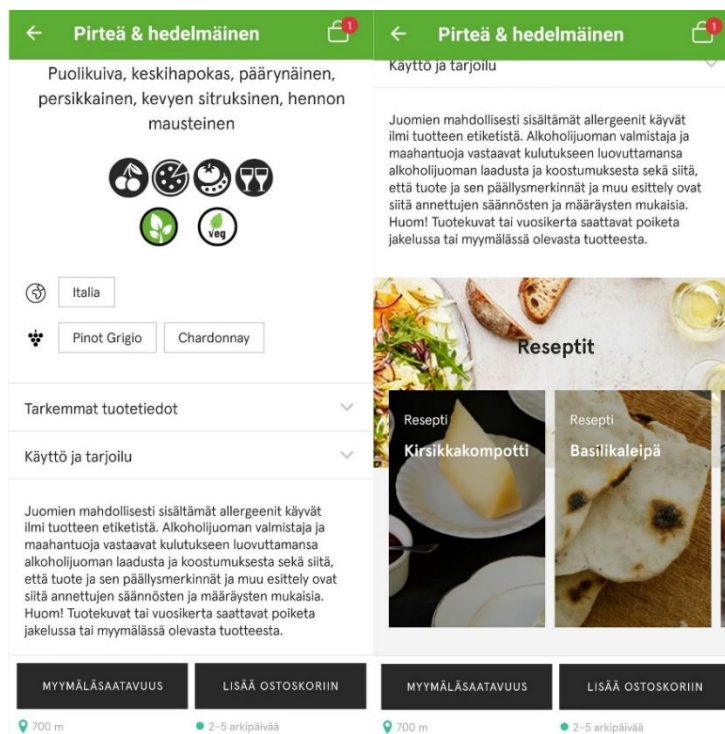 Pirteä & hedelmäinen
1
Puolikuiva, keskihapokas, päärynäinen,
persikkainen, kevyen sitruksinen, hennon
mausteinen
veg
Italia
Pinot Grigio
Chardonnay
Tarkemmat tuotetiedot
Käyttö ja tarjoilu
Juomien mahdollisesti sisältämät allergeenit käyvät
ilmi tuotteen etiketistä. Alkoholijuoman valmistaja ja
maahantuoja vastaavat kulutukseen luovuttamansa
alkoholijuoman laadusta ja koostumuksesta sekä siitä,
että tuote ja sen päällysmerkinnät ja muu esittely ovat
siitä annettujen säännösten ja määräysten mukaisia.
Huom! Tuotekuvat tai vuosikerta saattavat poiketa
jakelussa tai myymälässä olevasta tuotteesta.
MYYMÄLÄSAATAVUUS
LISÄÄ OSTOSKORIIN
700 m
2–5 arkipäivää
Pirteä & hedelmäinen
1
Käyttö ja tarjoilu
Juomien mahdollisesti sisältämät allergeenit käyvät
ilmi tuotteen etiketistä. Alkoholijuoman valmistaja ja
maahantuoja vastaavat kulutukseen luovuttamansa
alkoholijuoman laadusta ja koostumuksesta sekä siitä,
että tuote ja sen päällysmerkinnät ja muu esittely ovat
siitä annettujen säännösten ja määräysten mukaisia.
Huom! Tuotekuvat tai vuosikerta saattavat poiketa
jakelussa tai myymälässä olevasta tuotteesta.
Reseptit
Resepti
Kirsikkakompotti
Resepti
Basilikaleipä
MYYMÄLÄSAATAVUUS
LISÄÄ OSTOSKORIIN
700 m
2–5 arkipäivää